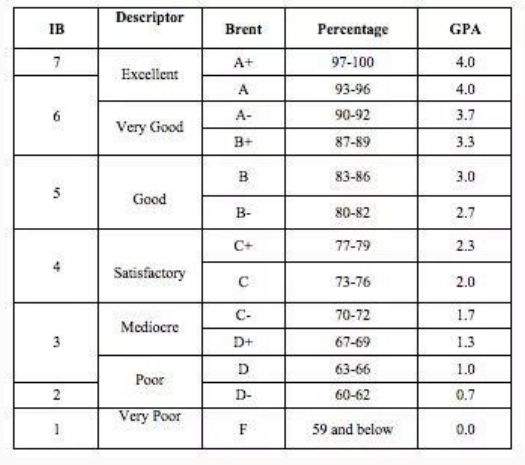 IB Descriptor Brent Percentage GPA
7 Excellent A+ 97-100 4.0
A 93-96 4.0
6 Very Good A- 90-92 3.7
B+ 87-89 3.3
5 Good B 83-86 3.0
B- 80-82 2.7
4 Satisfactory C+ 77-79 2.3
C 73-76 2.0
3 Mediocre C- 70-72 1.7
D+ 67-69 1.3
Poor D 63-66 1.0
2 D- 60-62 0.7
1 Very Poor F 59 and below 0.0